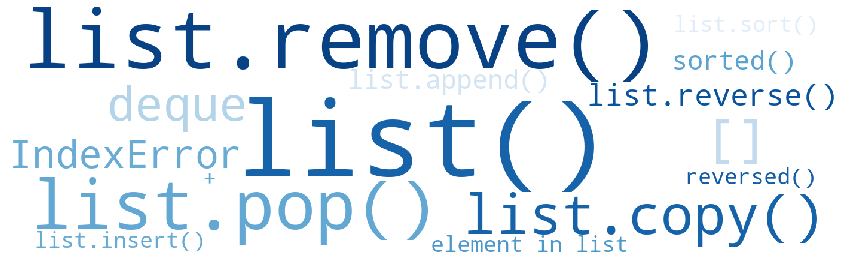 list.remove()
list.sort()
sorted()
list.append()
list.reverse()
deque
list()
[]
IndexError
+
reversed()
list.pop()
list.copy()
list.insert()
element in list